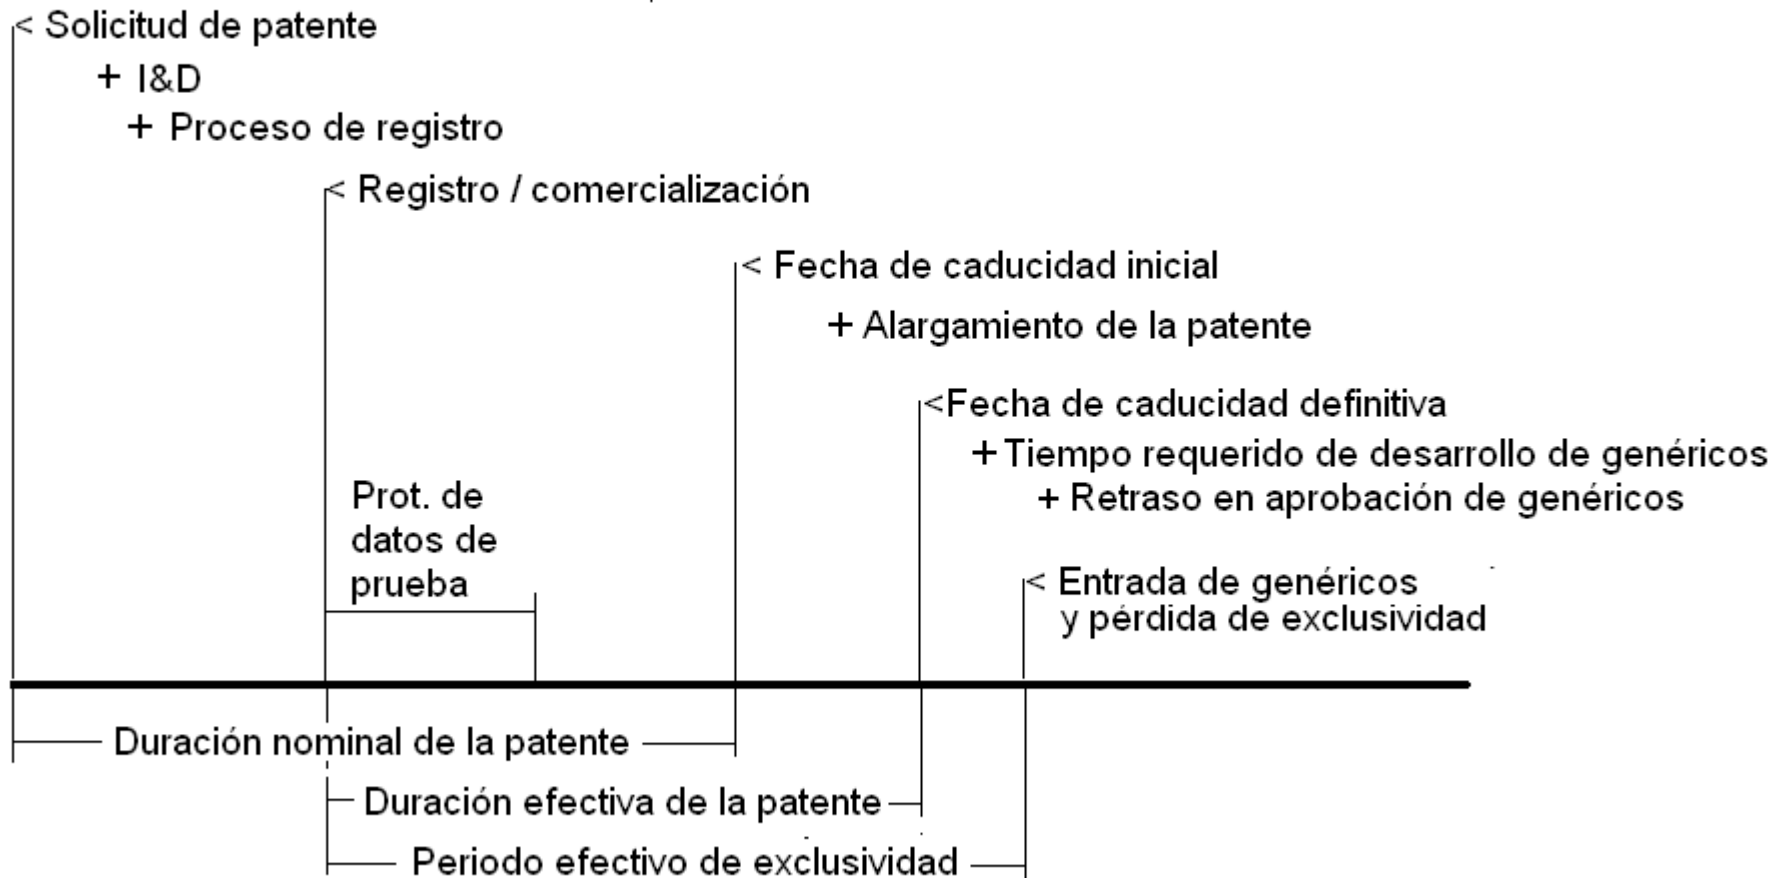 < Solicitud de patente
+ I&D
+ Proceso de registro
< Registro / comercialización
< Fecha de caducidad inicial
+ Alargamiento de la patente
<Fecha de caducidad definitiva
+ Tiempo requerido de desarrollo de genéricos
+ Retraso en aprobación de genéricos
Prot. de
datos de
prueba
< Entrada de genéricos
y pérdida de exclusividad
Duración nominal de la patente
Duración efectiva de la patente
Periodo efectivo de exclusividad